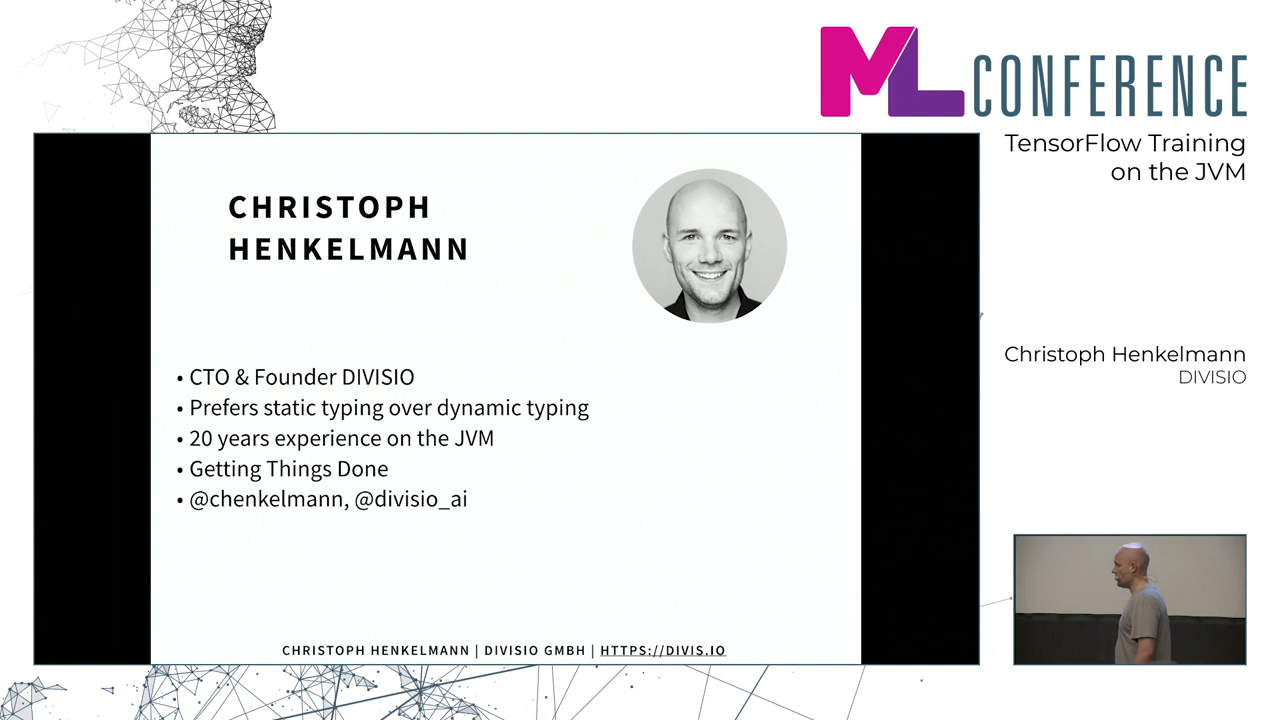 ML CONFERENCE
TensorFlow Training
on the JVM
CHRISTOPH
HENKELMANN
• CTO & Founder DIVISIO
• Prefers static typing over dynamic typing
• 20 years experience on the JVM
• Getting Things Done
• @chenkelmann, @divisio_ai
CHRISTOPH HENKELMANN | DIVISIO GMBH | HTTPS://DIVIS.IO
Christoph Henkelmann
DIVISIO